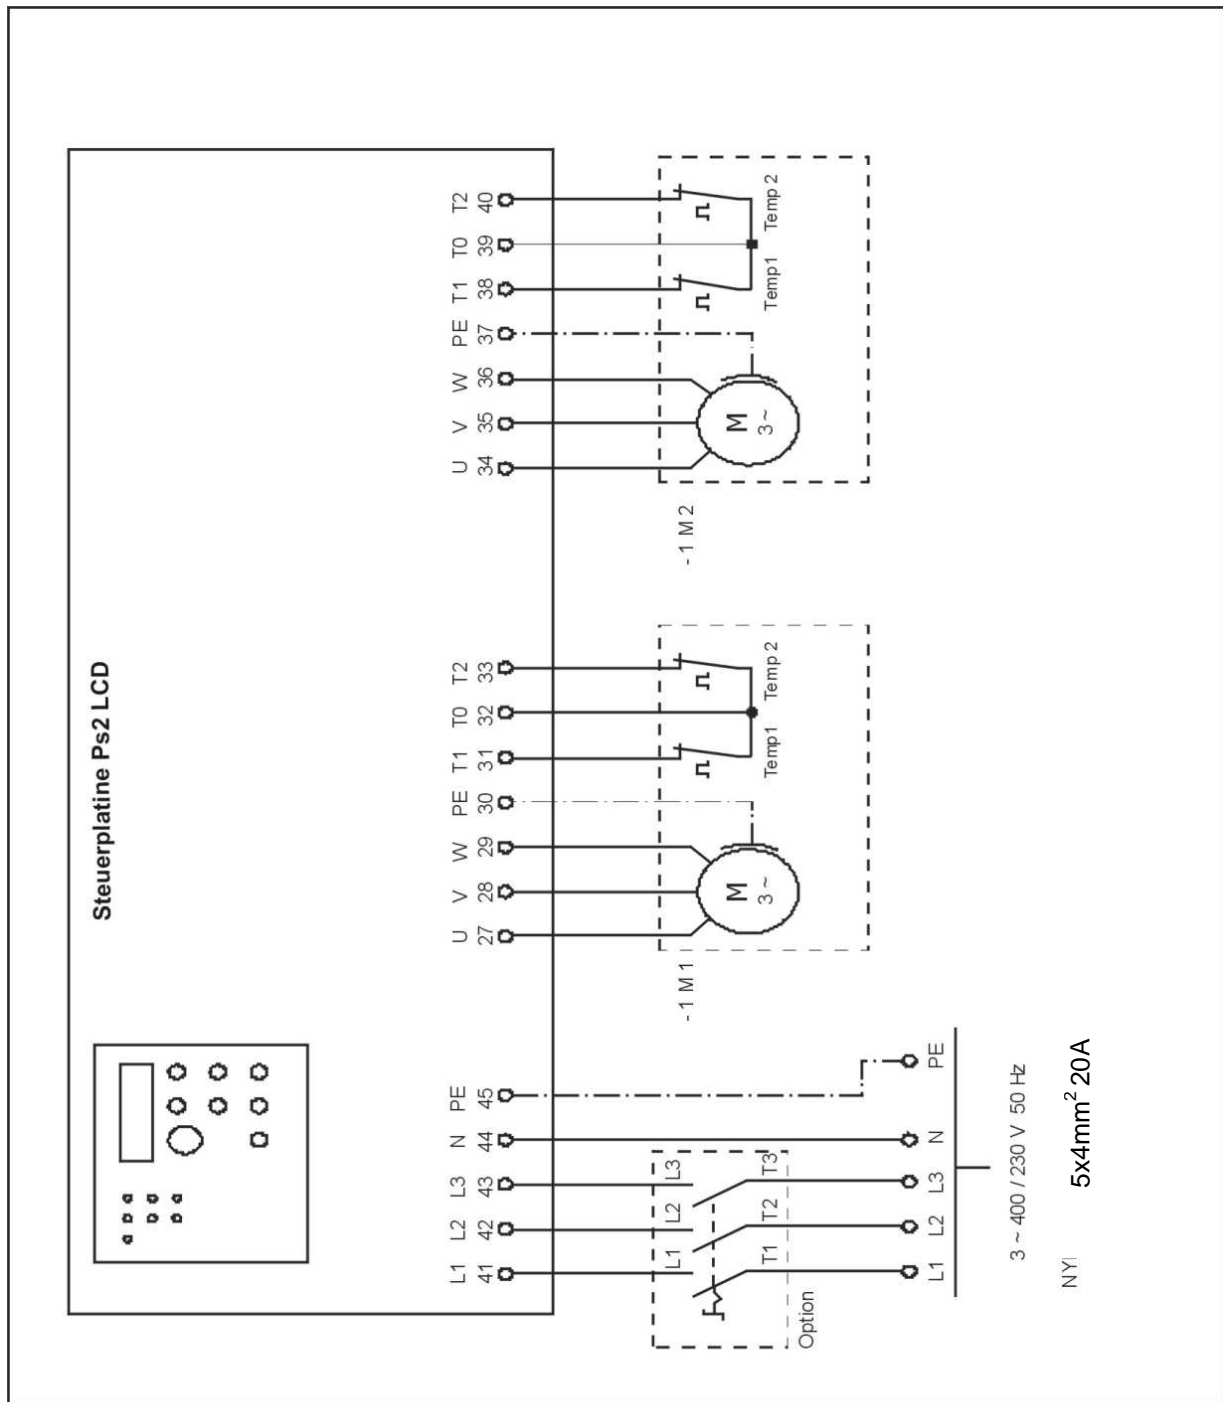 Steuerplatine Ps2 LCD
L1 L2 L3 N PE U V W PE T1 T0 T2 U V W PE T1 T0 T2
41 42 43 44 45 27 28 29 30 31 32 33 34 35 36 37 38 39 40
L1 L2 L3
T1 T2 T3
Option
- 1 M 1
M
3 ~
Temp1
Temp 2
- 1 M 2
M
3 ~
Temp1
Temp 2
L1 L2 L3 N PE
3 ~ 400 / 230 V 50 Hz
NY
5x4mm² 20A